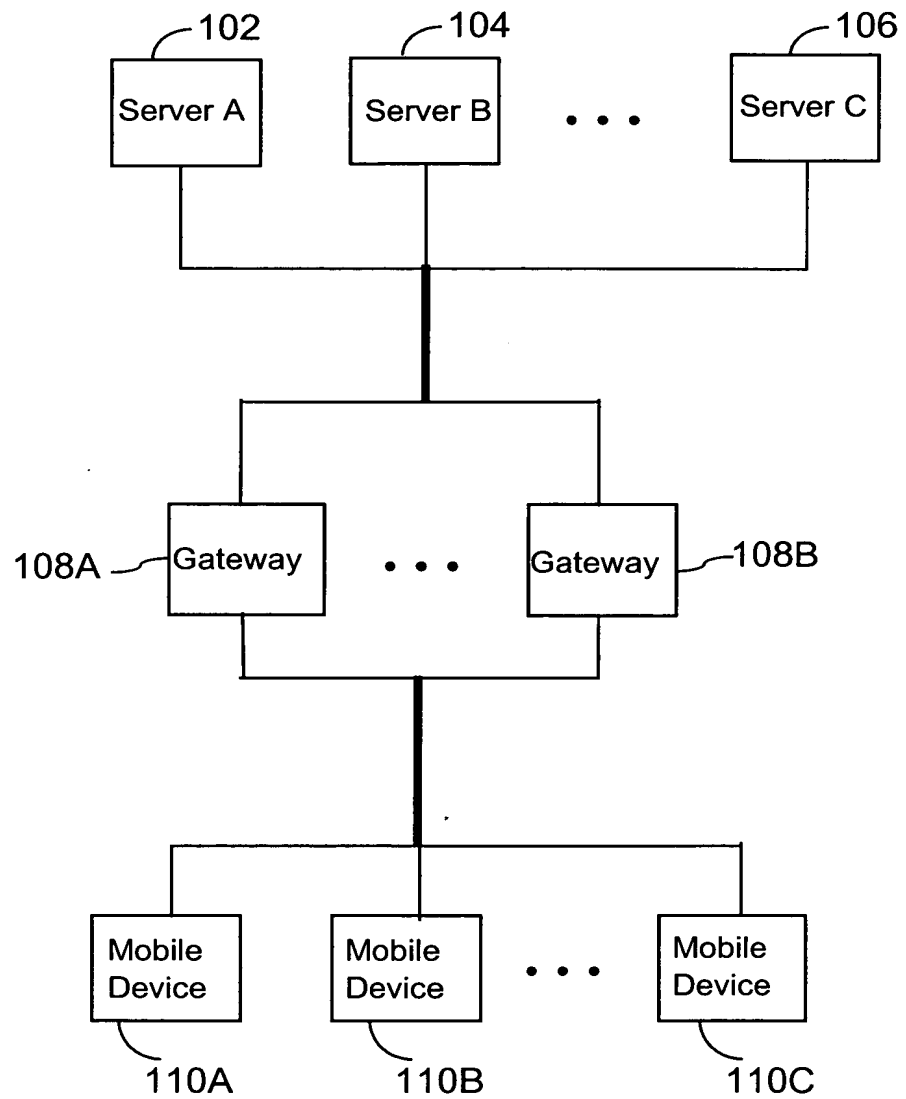 102
104
106
Server A
Server B
Server C
108A
Gateway
Gateway
108B
Mobile
Device
Mobile
Device
Mobile
Device
110A
110B
110C